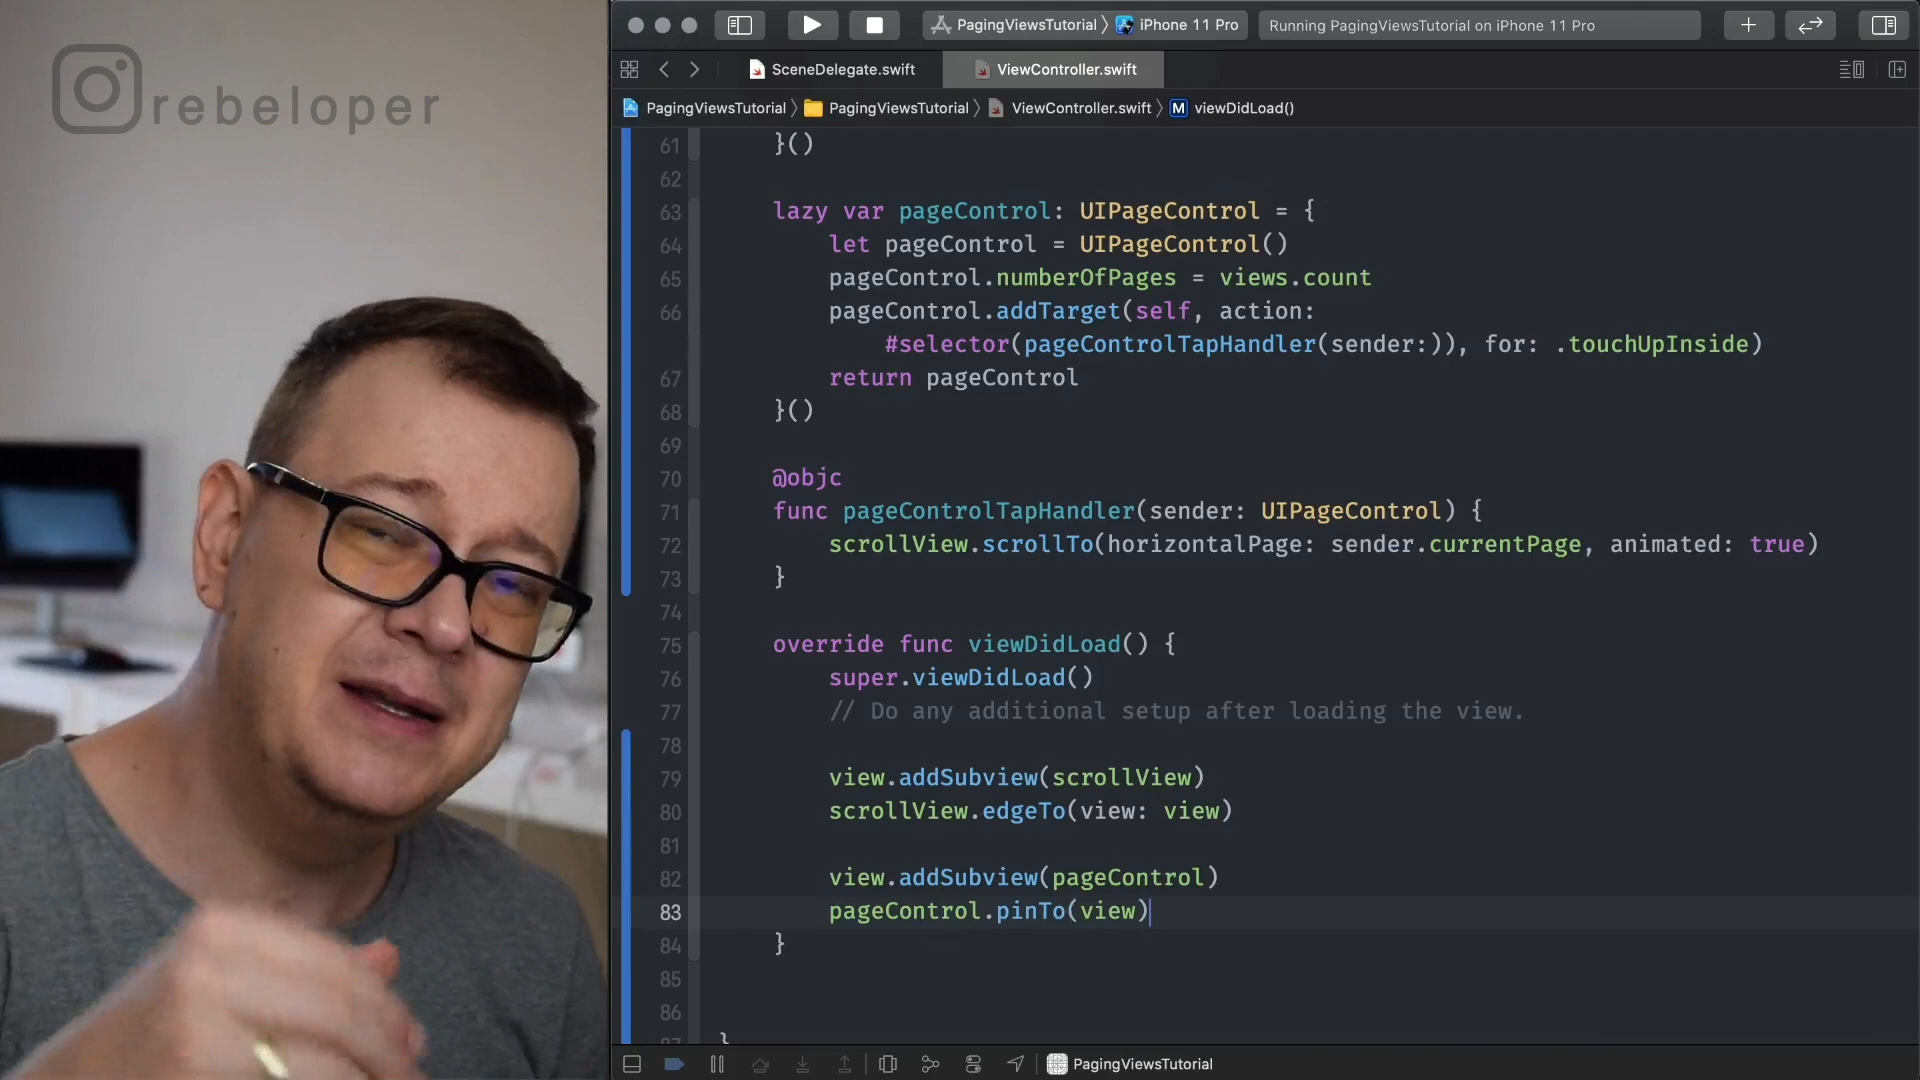 rebeloper
PagingViewsTutorial 〉 iPhone 11 Pro
Running PagingViewsTutorial on iPhone 11 Pro
SceneDelegate.swift
ViewController.swift
PagingViewsTutorial 〉 PagingViewsTutorial 〉 ViewController.swift 〉 M viewDidLoad()
61 }()
62
63 lazy var pageControl: UIPageControl = {
64 let pageControl = UIPageControl()
65 pageControl.numberOfPages = views.count
66 pageControl.addTarget(self, action:
#selector(pageControlTapHandler(sender:)), for: .touchUpInside)
67 return pageControl
68 }()
69
70 @objc
71 func pageControlTapHandler(sender: UIPageControl) {
72 scrollView.scrollTo(horizontalPage: sender.currentPage, animated: true)
73 }
74
75 override func viewDidLoad() {
76 super.viewDidLoad()
77 // Do any additional setup after loading the view.
78
79 view.addSubview(scrollView)
80 scrollView.edgeTo(view: view)
81
82 view.addSubview(pageControl)
83 pageControl.pinTo(view)
84 }
85
86
87 }
PagingViewsTutorial